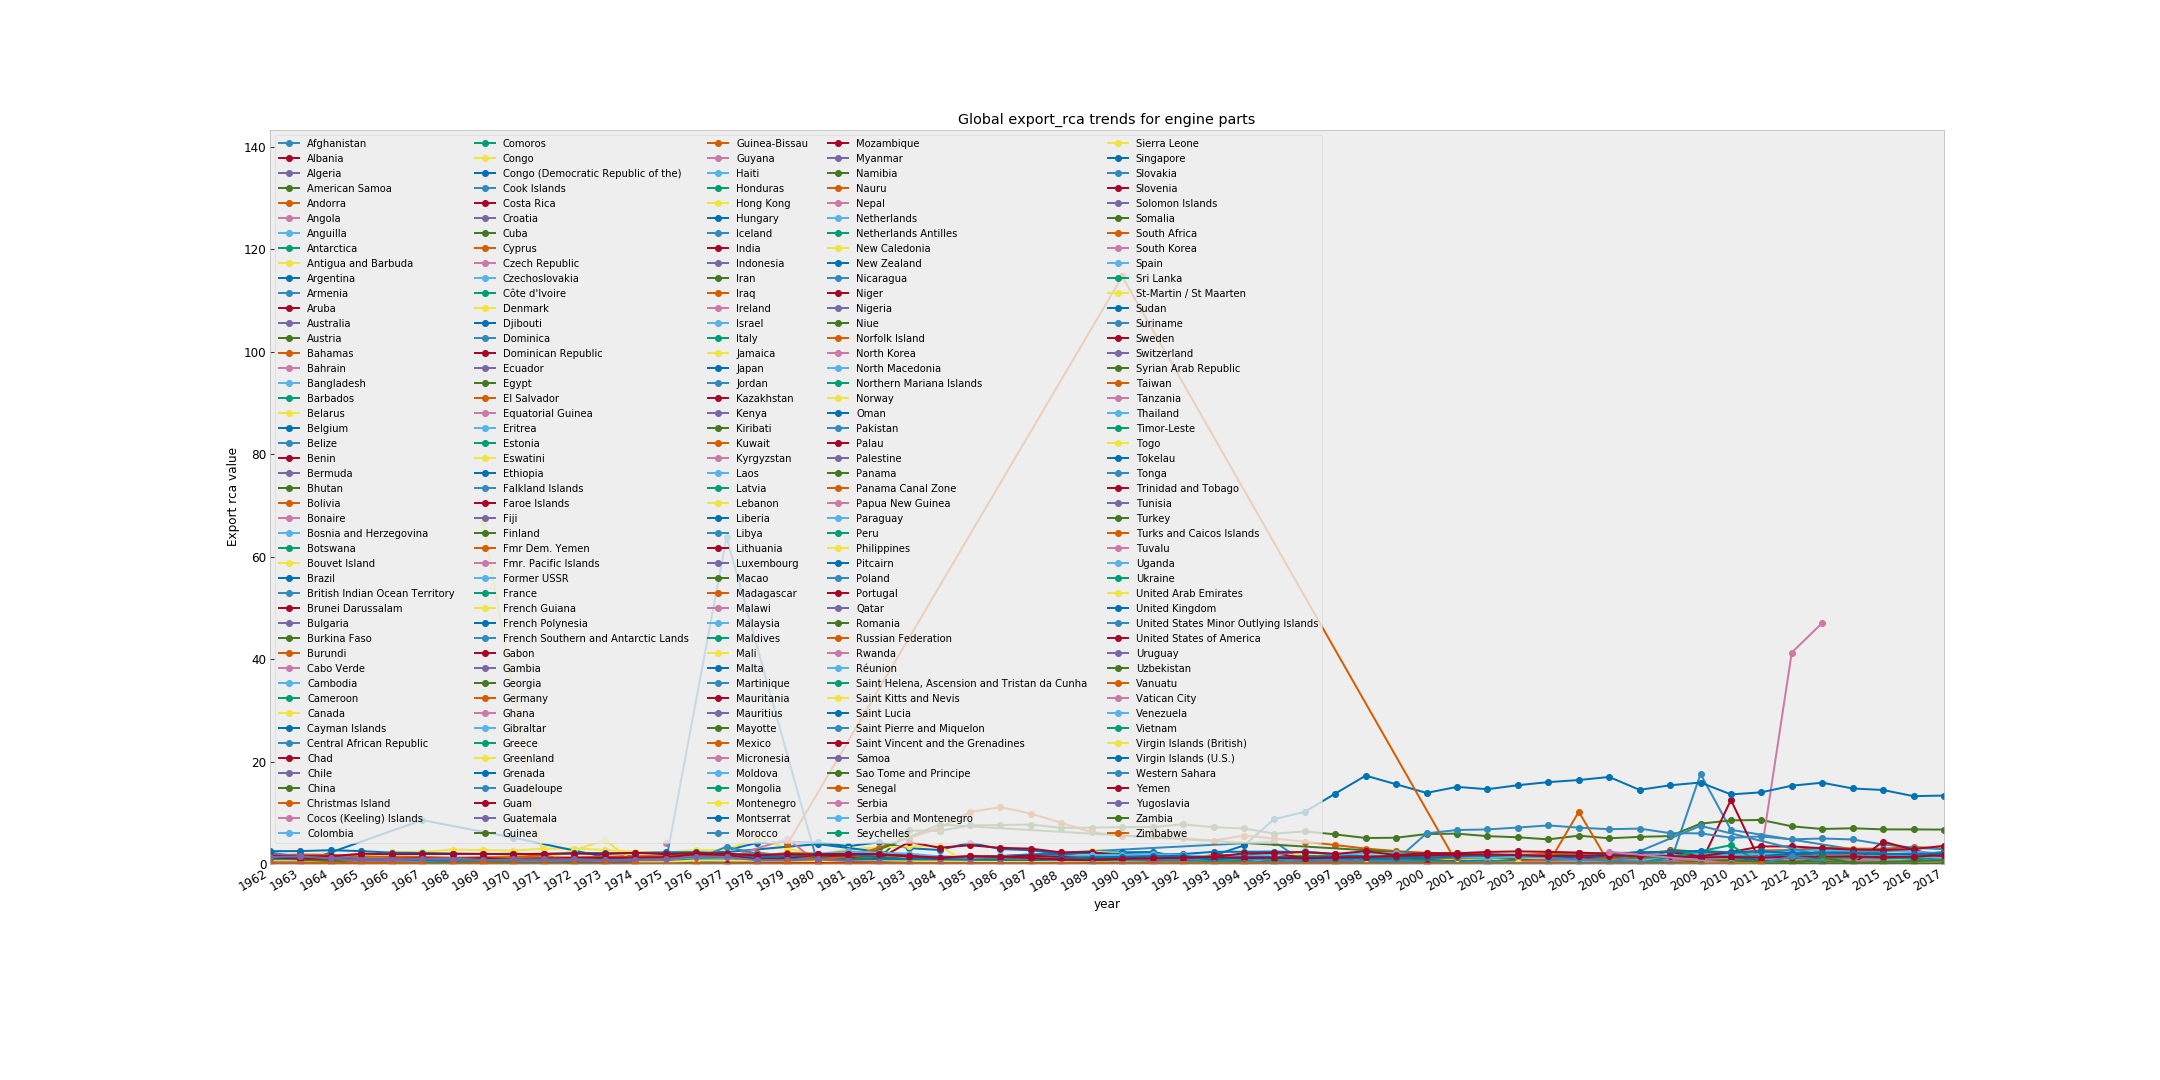 Global export_rca trends for engine parts
Export rca value
140
120
100
80
60
40
20
0
Afghanistan
Albania
Algeria
American Samoa
Andorra
Angola
Anguilla
Antarctica
Antigua and Barbuda
Argentina
Armenia
Aruba
Australia
Austria
Bahamas
Bahrain
Bangladesh
Barbados
Belarus
Belgium
Belize
Benin
Bermuda
Bhutan
Bolivia
Bonaire
Bosnia and Herzegovina
Botswana
Bouvet Island
Brazil
British Indian Ocean Territory
Brunei Darussalam
Bulgaria
Burkina Faso
Burundi
Cabo Verde
Cambodia
Cameroon
Canada
Cayman Islands
Central African Republic
Chad
Chile
China
Christmas Island
Cocos (Keeling) Islands
Colombia
Comoros
Congo
Congo (Democratic Republic of the)
Cook Islands
Costa Rica
Croatia
Cuba
Cyprus
Czech Republic
Czechoslovakia
Côte d'Ivoire
Denmark
Djibouti
Dominica
Dominican Republic
Ecuador
Egypt
El Salvador
Equatorial Guinea
Eritrea
Estonia
Eswatini
Ethiopia
Falkland Islands
Faroe Islands
Fiji
Finland
Fmr Dem. Yemen
Fmr. Pacific Islands
Former USSR
France
French Guiana
French Polynesia
French Southern and Antarctic Lands
Gabon
Gambia
Georgia
Germany
Ghana
Gibraltar
Greece
Greenland
Grenada
Guadeloupe
Guam
Guatemala
Guinea
Guinea-Bissau
Guyana
Haiti
Honduras
Hong Kong
Hungary
Iceland
India
Indonesia
Iran
Iraq
Ireland
Israel
Italy
Jamaica
Japan
Jordan
Kazakhstan
Kenya
Kiribati
Kuwait
Kyrgyzstan
Laos
Latvia
Lebanon
Liberia
Libya
Lithuania
Luxembourg
Macao
Madagascar
Malawi
Malaysia
Maldives
Mali
Malta
Martinique
Mauritania
Mauritius
Mayotte
Mexico
Micronesia
Moldova
Mongolia
Montenegro
Montserrat
Morocco
Mozambique
Myanmar
Namibia
Nauru
Nepal
Netherlands
Netherlands Antilles
New Caledonia
New Zealand
Nicaragua
Niger
Nigeria
Niue
Norfolk Island
North Korea
North Macedonia
Northern Mariana Islands
Norway
Oman
Pakistan
Palau
Palestine
Panama
Panama Canal Zone
Papua New Guinea
Paraguay
Peru
Philippines
Pitcairn
Poland
Portugal
Qatar
Romania
Russian Federation
Rwanda
Réunion
Saint Helena, Ascension and Tristan da Cunha
Saint Kitts and Nevis
Saint Lucia
Saint Pierre and Miquelon
Saint Vincent and the Grenadines
Samoa
Sao Tome and Principe
Senegal
Serbia
Serbia and Montenegro
Seychelles
Sierra Leone
Singapore
Slovakia
Slovenia
Solomon Islands
Somalia
South Africa
South Korea
Spain
Sri Lanka
St-Martin / St Maarten
Sudan
Suriname
Sweden
Switzerland
Syrian Arab Republic
Taiwan
Tanzania
Thailand
Timor-Leste
Togo
Tokelau
Tonga
Trinidad and Tobago
Tunisia
Turkey
Turks and Caicos Islands
Tuvalu
Uganda
Ukraine
United Arab Emirates
United Kingdom
United States Minor Outlying Islands
United States of America
Uruguay
Uzbekistan
Vanuatu
Vatican City
Venezuela
Vietnam
Virgin Islands (British)
Virgin Islands (U.S.)
Western Sahara
Yemen
Yugoslavia
Zambia
Zimbabwe
1962
1963
1964
1965
1966
1967
1968
1969
1970
1971
1972
1973
1974
1975
1976
1977
1978
1979
1980
1981
1982
1983
1984
1985
1986
1987
1988
1989
1990
1991
1992
1993
1994
1995
1996
1997
1998
1999
2000
2001
2002
2003
2004
2005
2006
2007
2008
2009
2010
2011
2012
2013
2014
2015
2016
2017
year